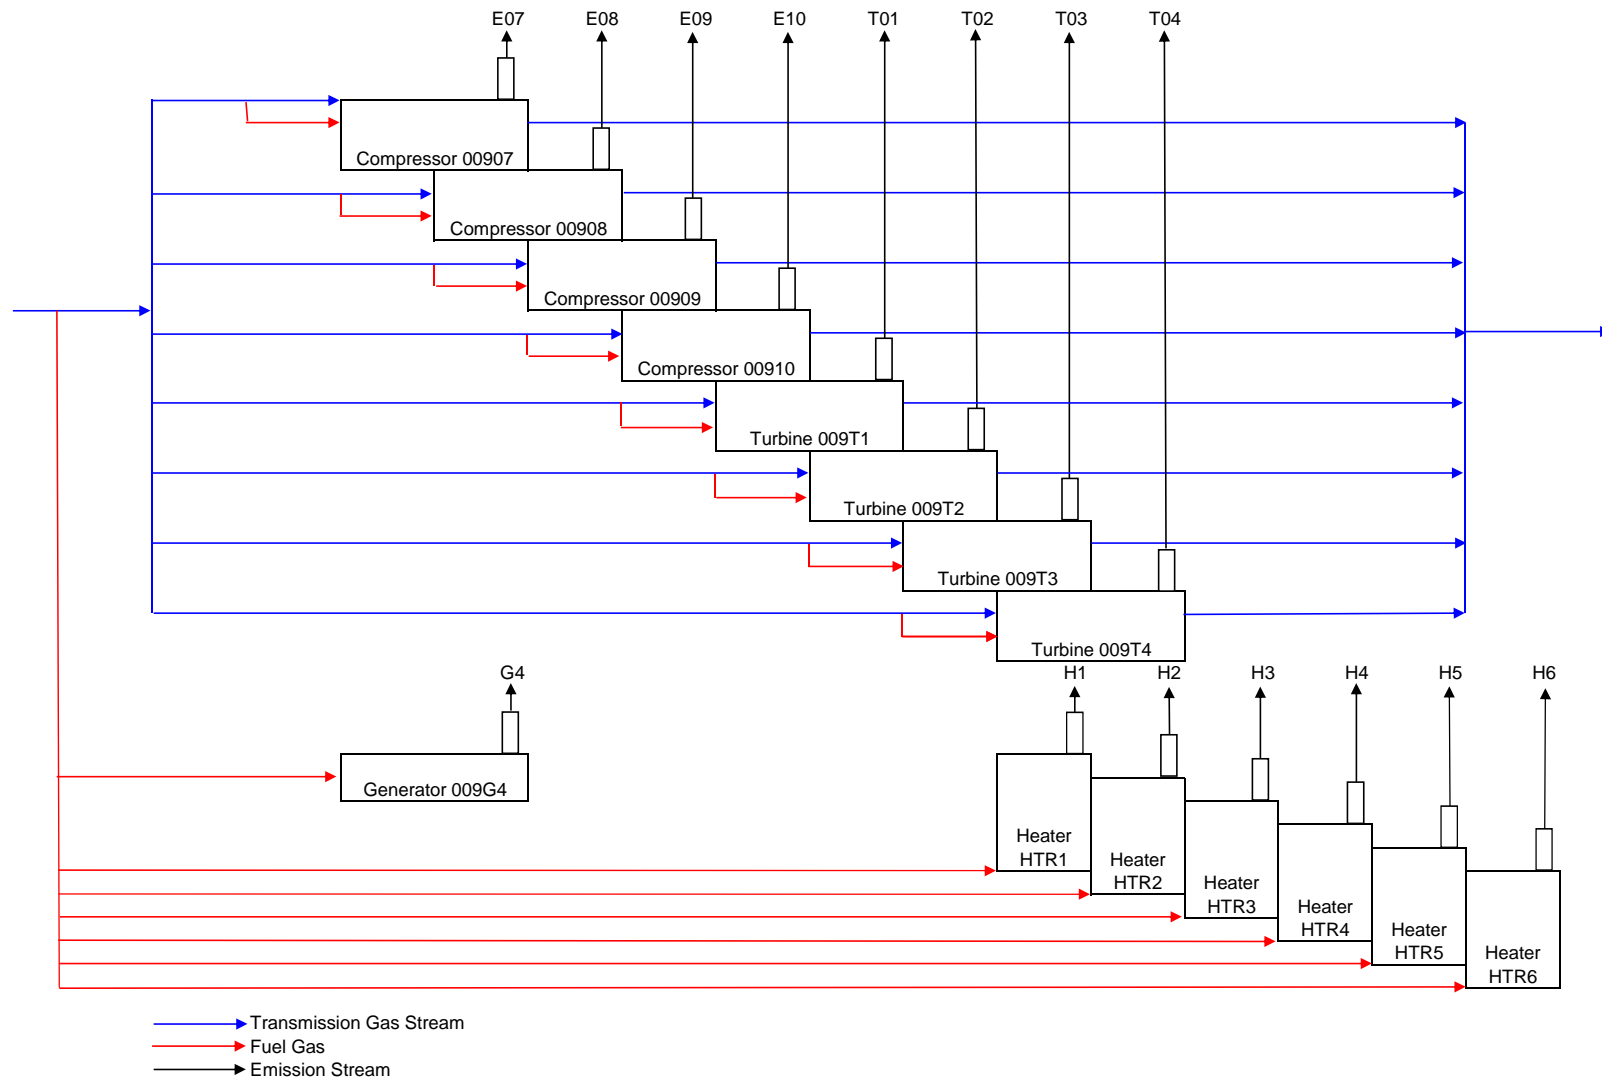 E07 E08 E09 E10 T01 T02 T03 T04
Compressor 00907
Compressor 00908
Compressor 00909
Compressor 00910
Turbine 009T1
Turbine 009T2
Turbine 009T3
Turbine 009T4
G4 H1 H2 H3 H4 H5 H6
Generator 009G4
Heater
HTR1
Heater
HTR2
Heater
HTR3
Heater
HTR4
Heater
HTR5
Heater
HTR6
Transmission Gas Stream
Fuel Gas
Emission Stream